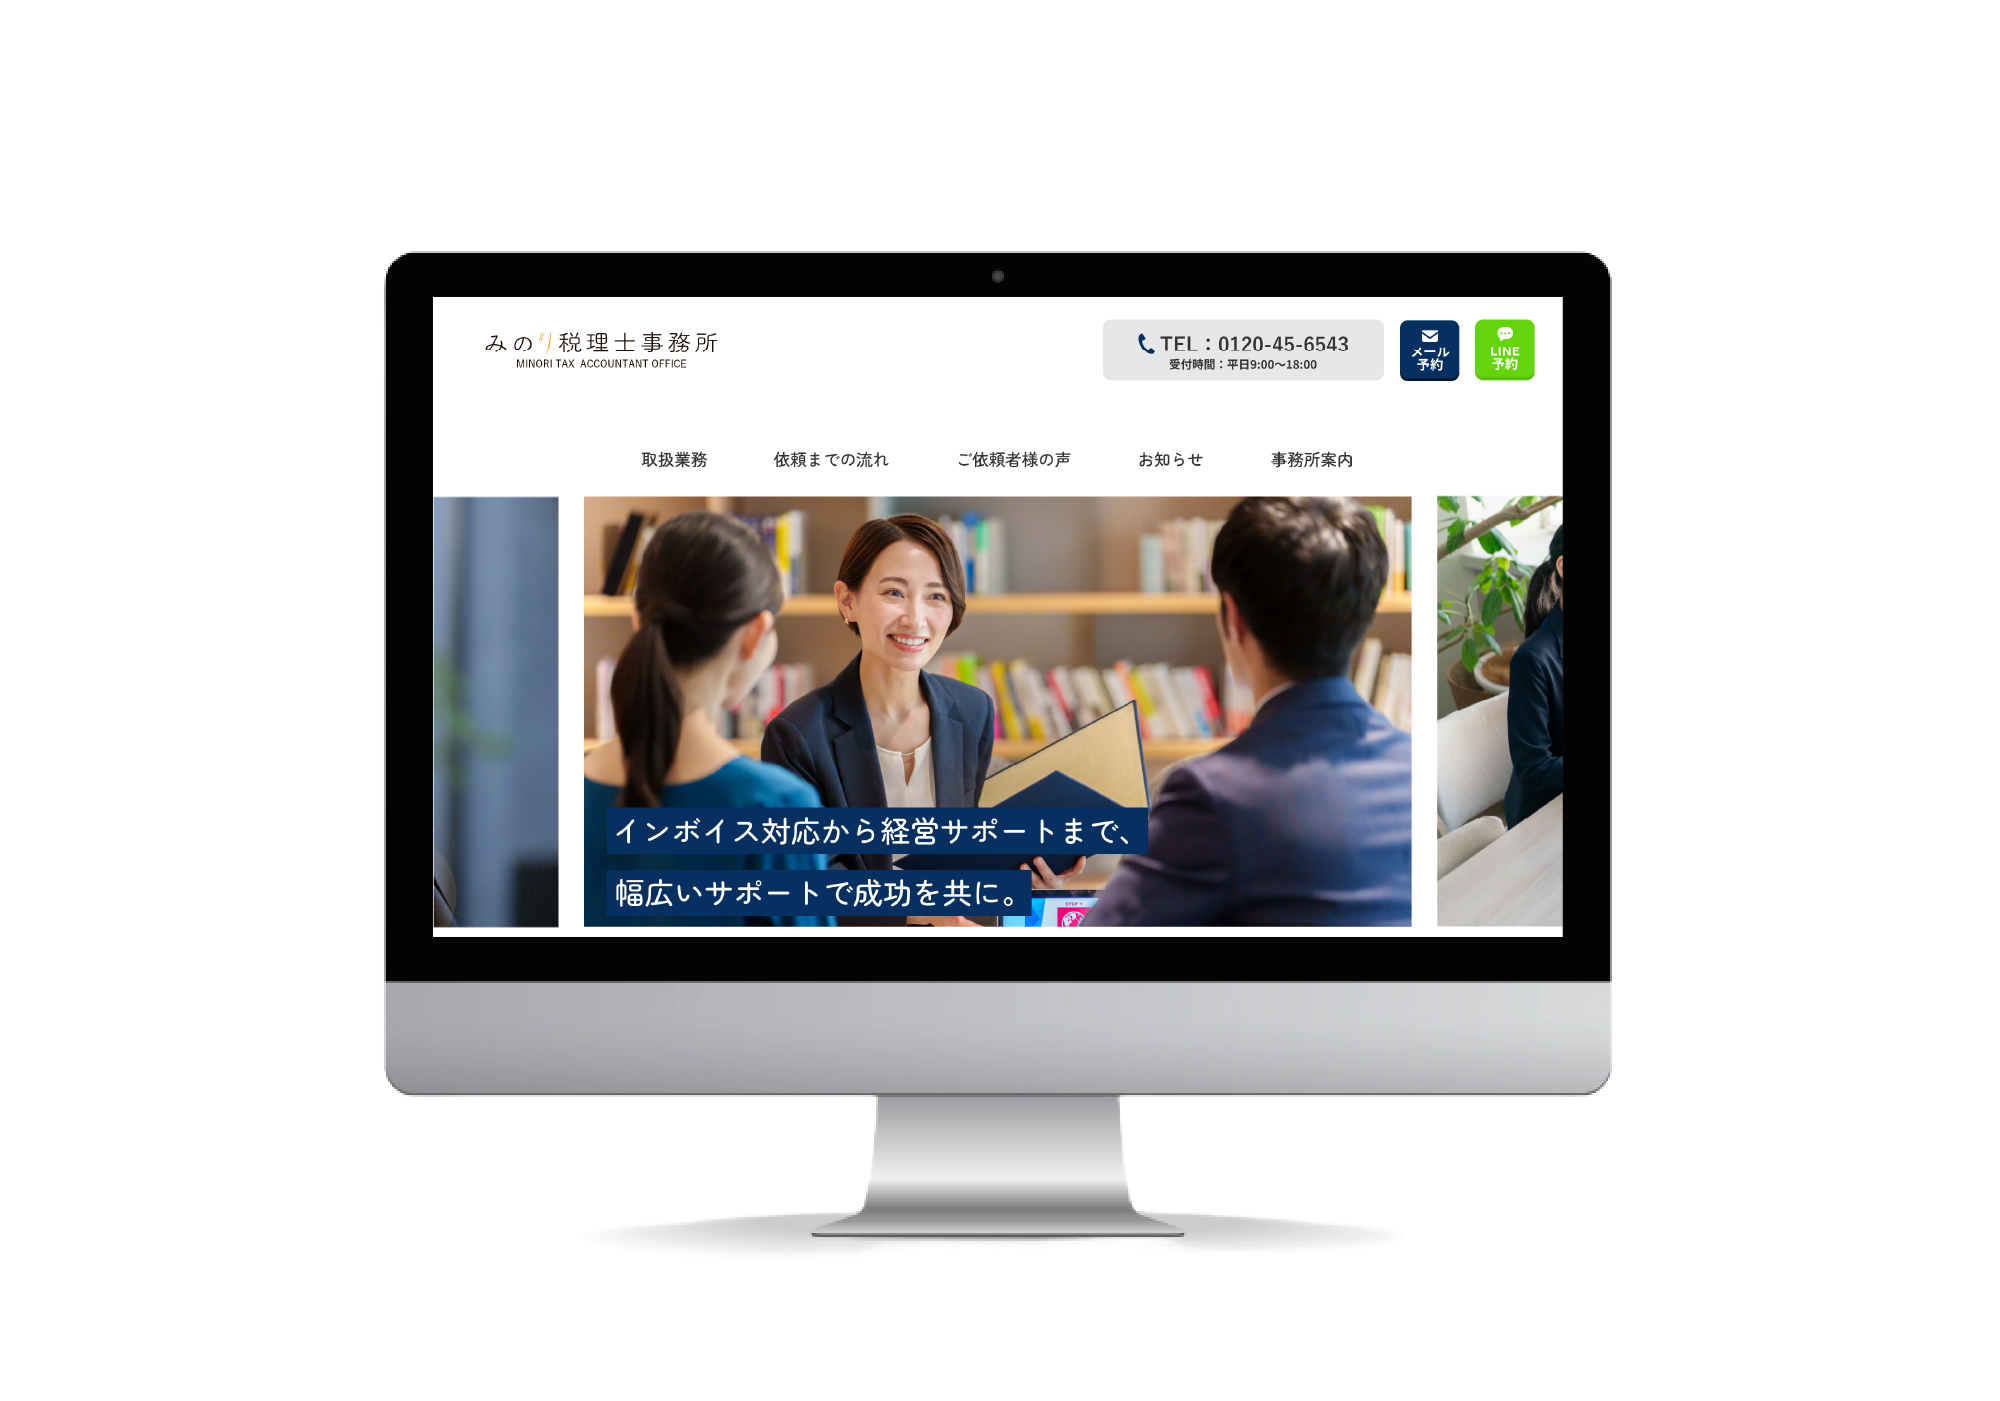 みのり税理士事務所
MINORI TAX ACCOUNTANT OFFICE
TEL：0120-45-6543
受付時間：平日9:00〜18:00
メール
予約
LINE
予約
取扱業務
依頼までの流れ
ご依頼者様の声
お知らせ
事務所案内
インボイス対応から経営サポートまで、
幅広いサポートで成功を共に。
STEP 1